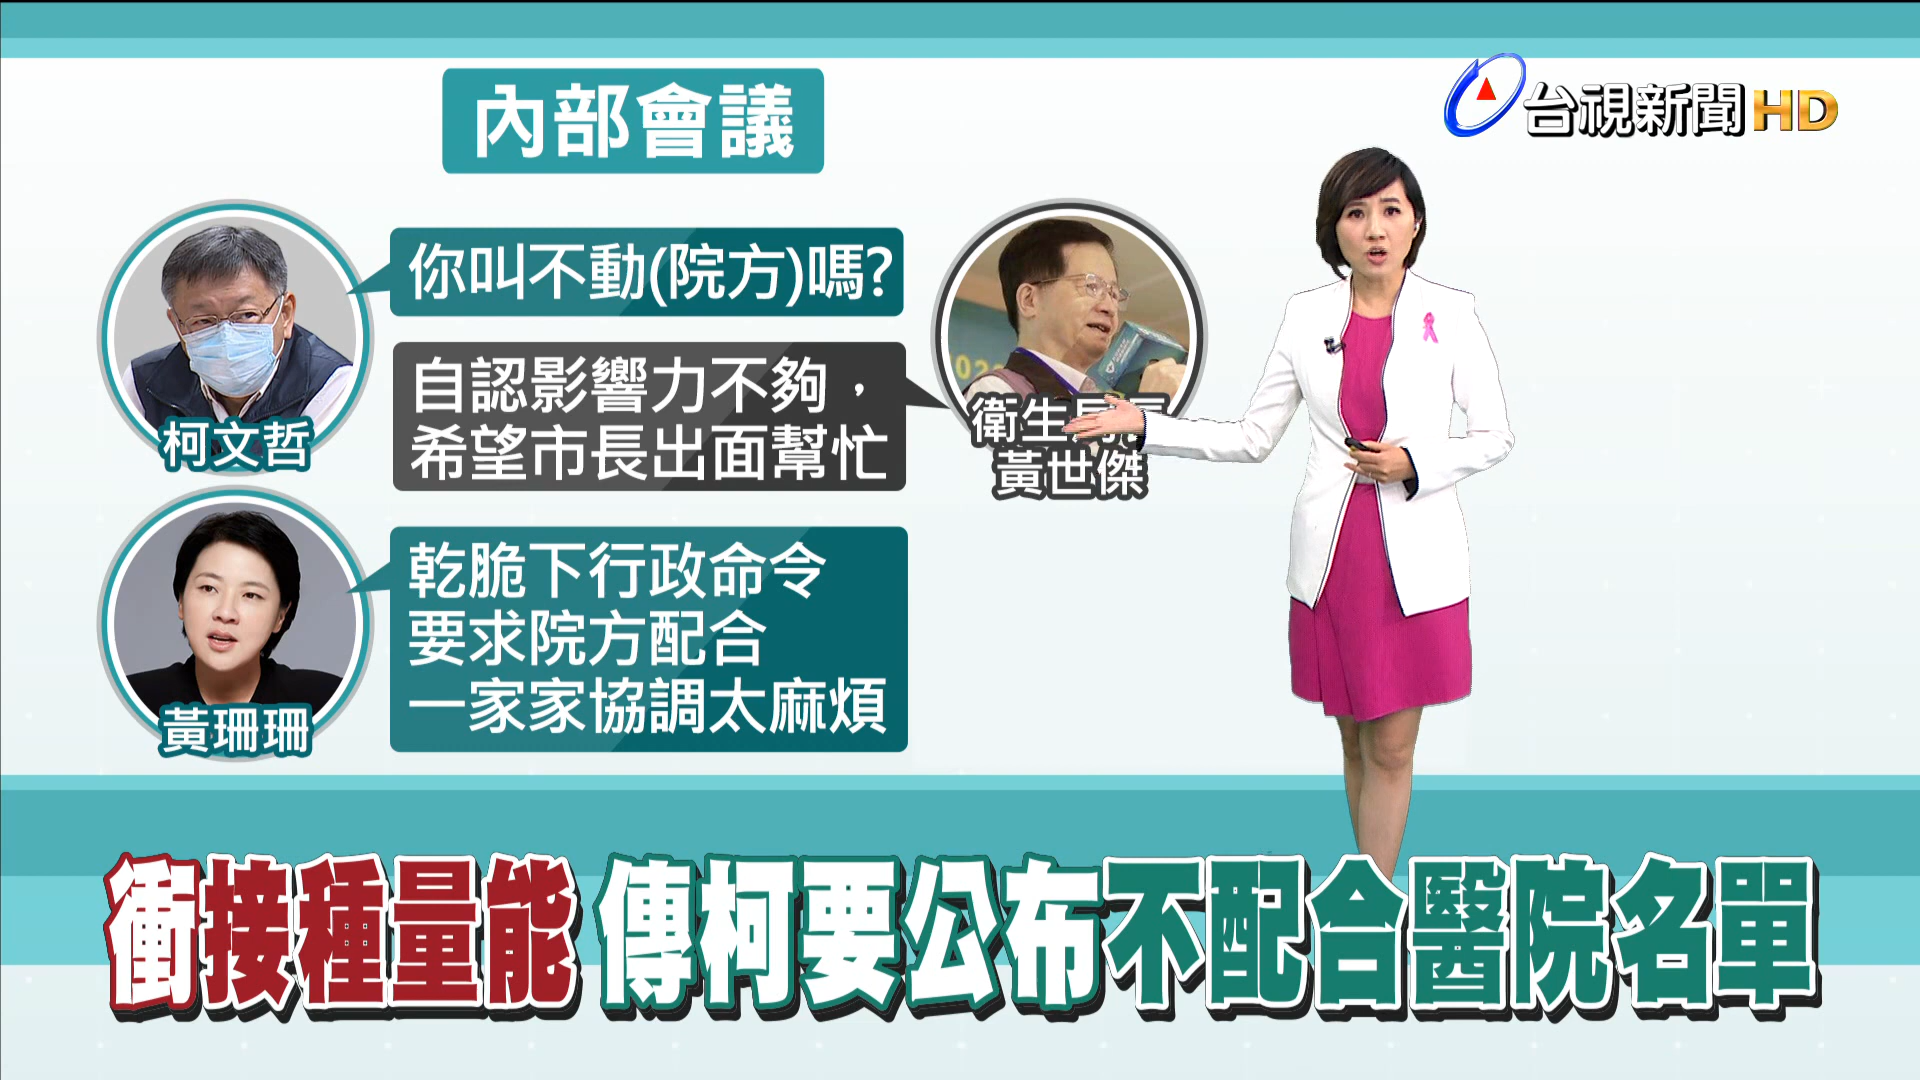 內部會議
台視新聞HD
你叫不動(院方)嗎?
自認影響力不夠，
希望市長出面幫忙
柯文哲
衛生局長
黃世傑
乾脆下行政命令
要求院方配合
一家家協調太麻煩
黃珊珊
衝接種量能 傳柯要公布不配合醫院名單